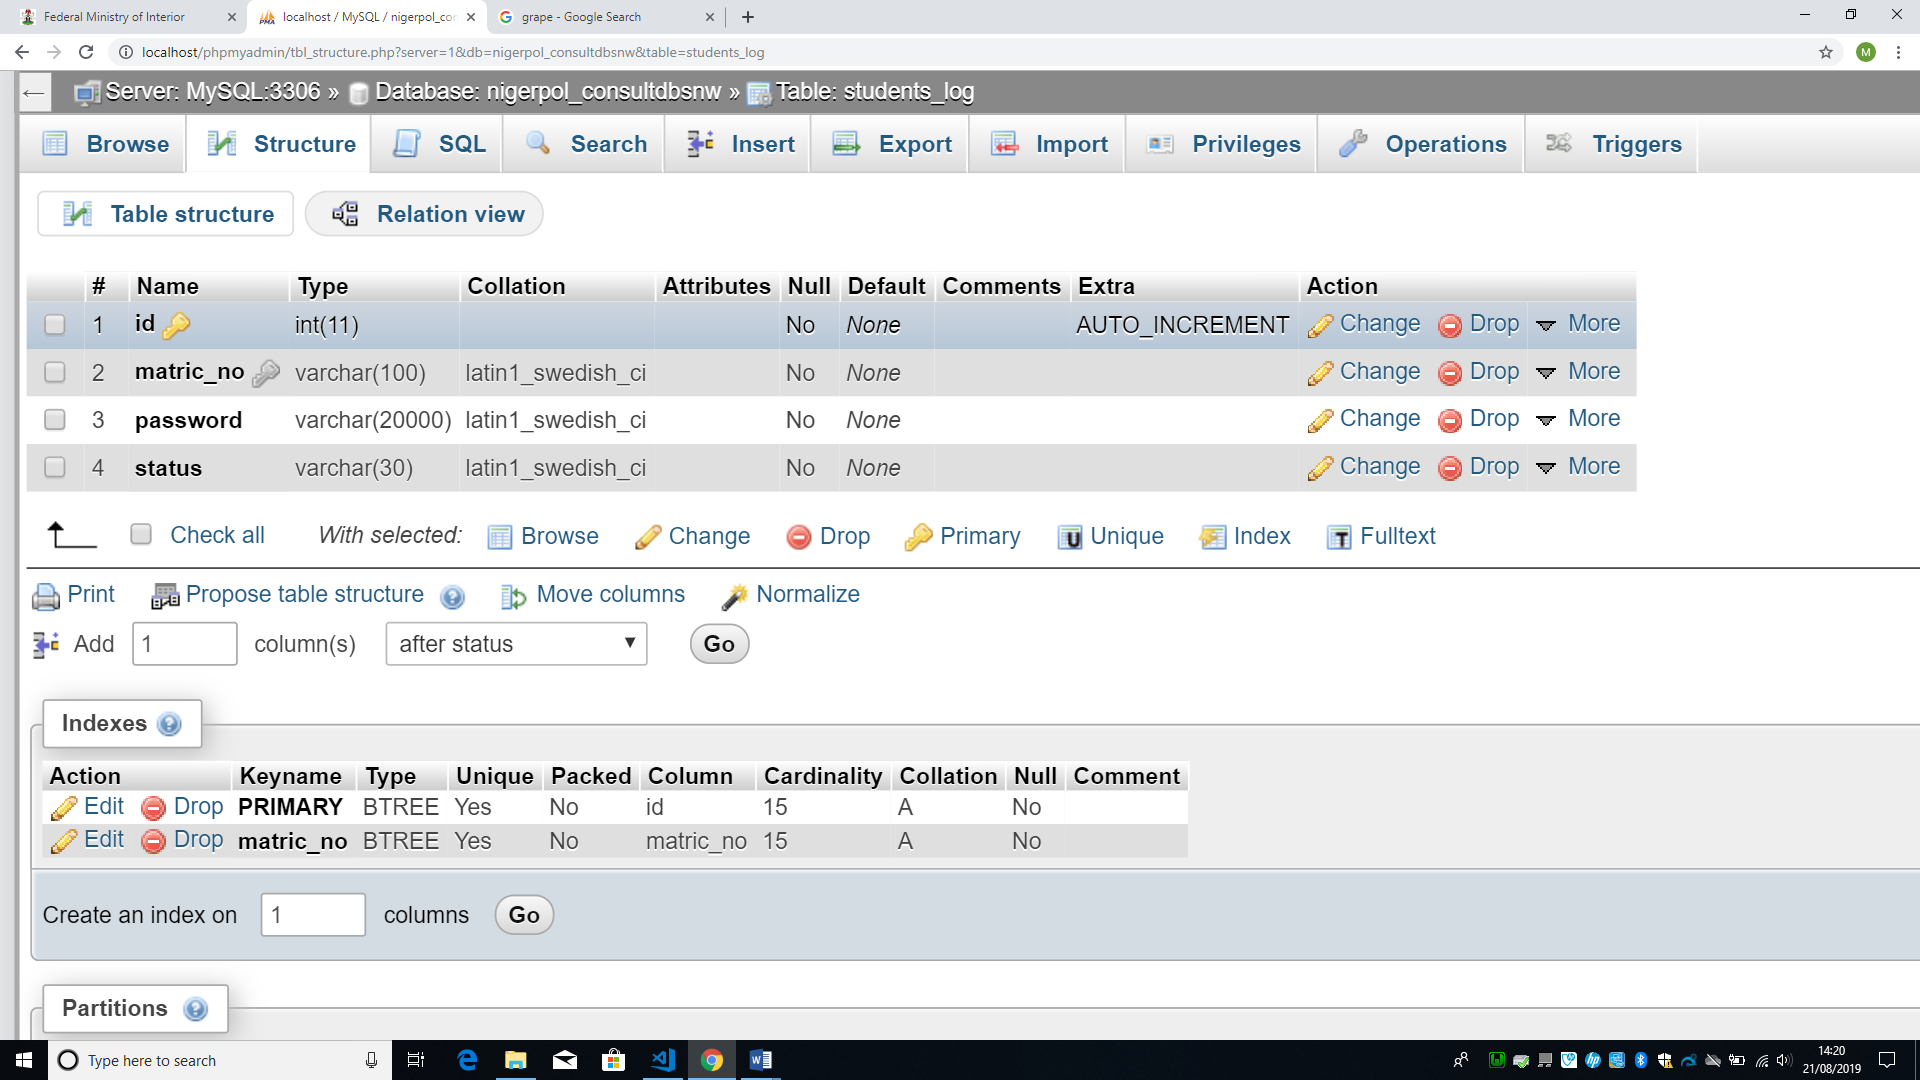 Federal Ministry of Interior
localhost / MySQL / nigerpol_con
grape - Google Search
localhost/phpmyadmin/tbl_structure.php?server=1&db=nigerpol_consultdbsnw&table=students_log
M
Server: MySQL:3306 » Database: nigerpol_consultdbsnw » Table: students_log
Browse Structure SQL Search Insert Export Import Privileges Operations Triggers
Table structure Relation view
# Name Type Collation Attributes Null Default Comments Extra Action
1 id int(11) No None AUTO_INCREMENT Change Drop More
2 matric_no varchar(100) latin1_swedish_ci No None Change Drop More
3 password varchar(20000) latin1_swedish_ci No None Change Drop More
4 status varchar(30) latin1_swedish_ci No None Change Drop More
Check all With selected: Browse Change Drop Primary Unique Index Fulltext
Print Propose table structure Move columns Normalize
Add 1 column(s) after status Go
Indexes
Action Keyname Type Unique Packed Column Cardinality Collation Null Comment
Edit Drop PRIMARY BTREE Yes No id 15 A No
Edit Drop matric_no BTREE Yes No matric_no 15 A No
Create an index on 1 columns Go
Partitions
Type here to search
14:20
21/08/2019